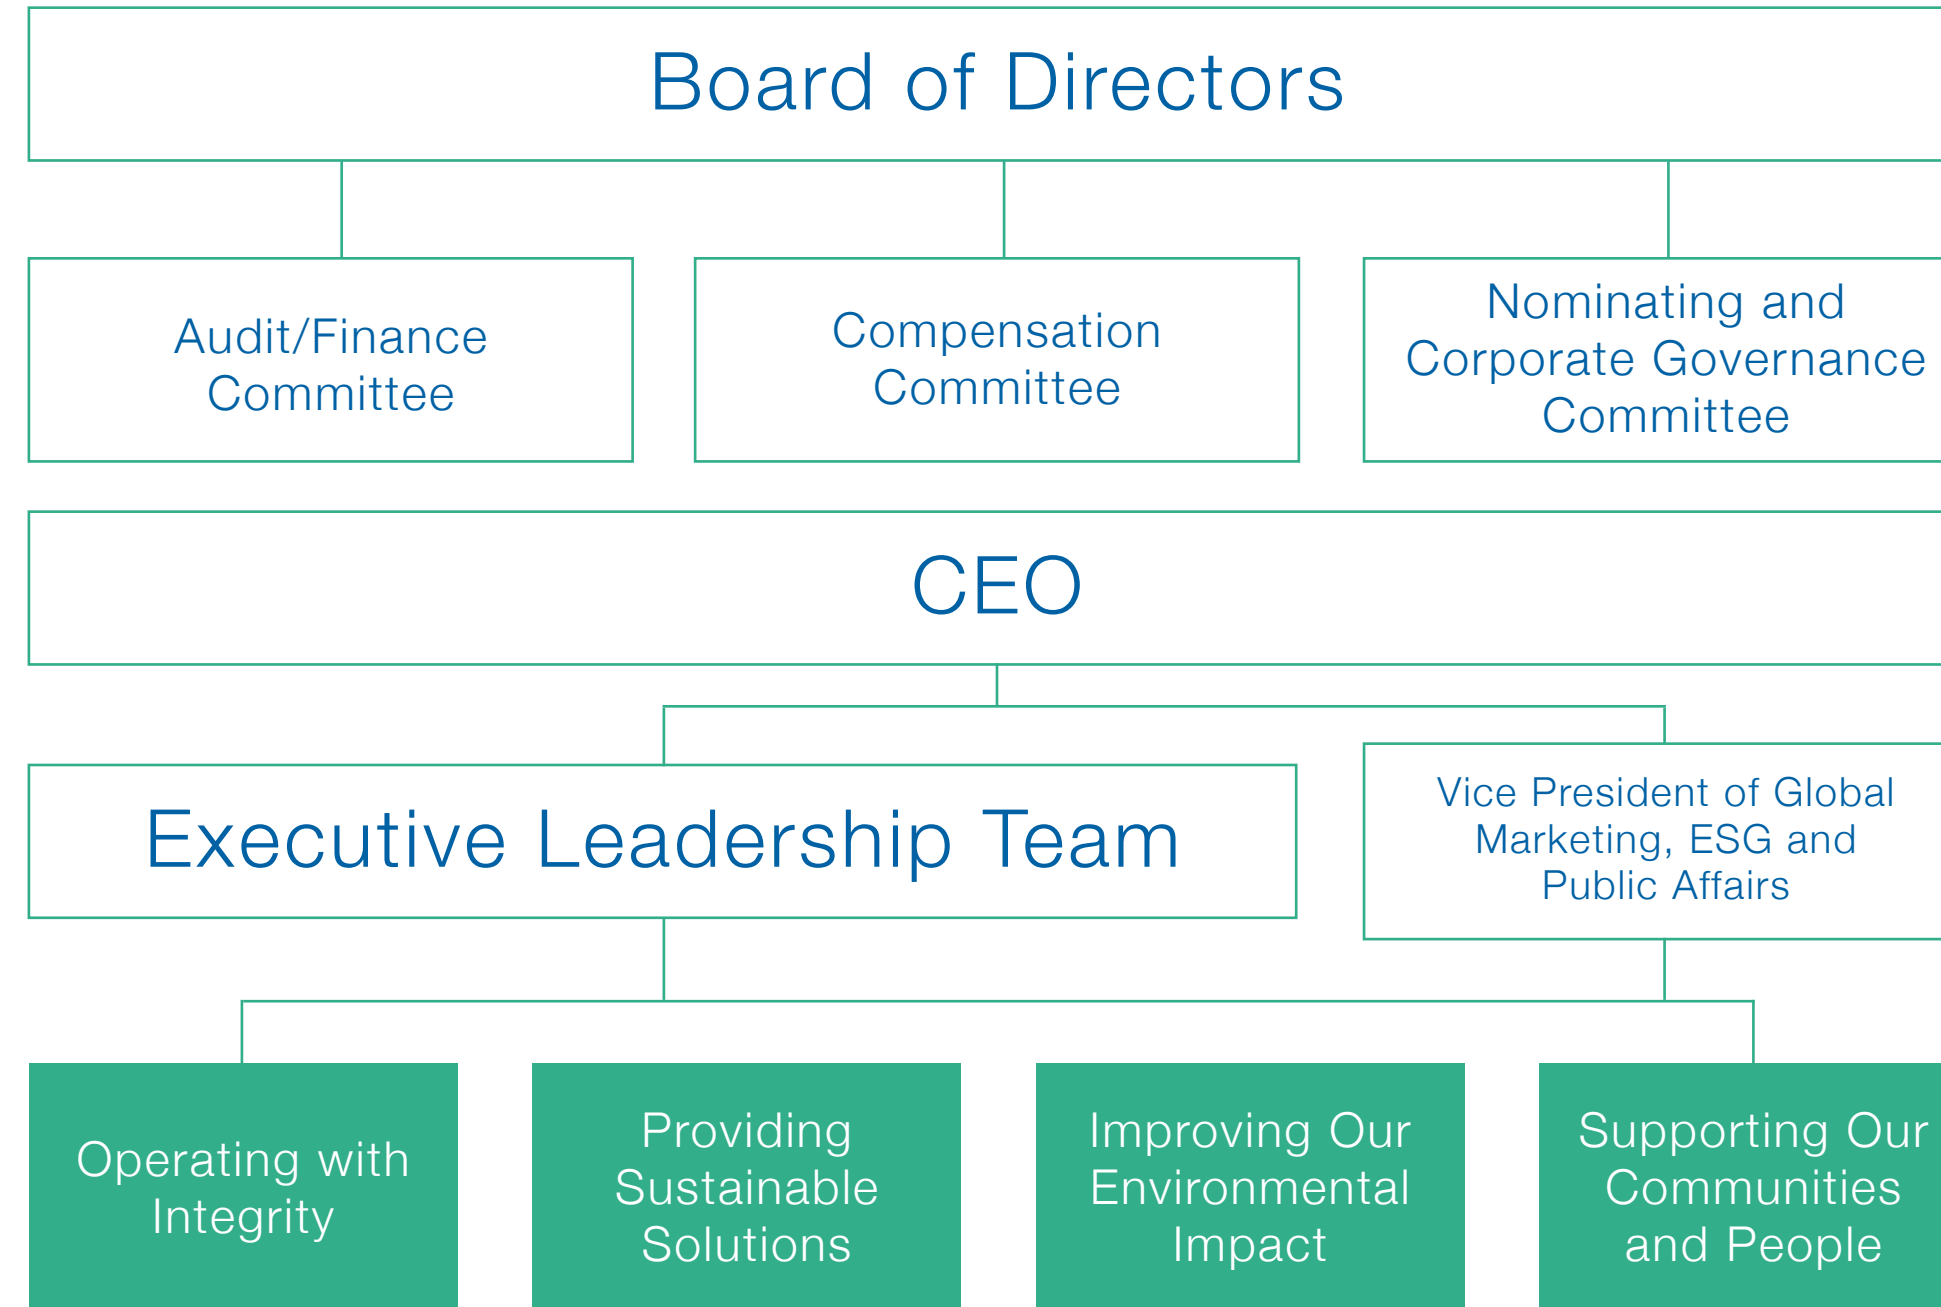 Board of Directors
Audit/Finance
Committee
Compensation
Committee
Nominating and
Corporate Governance
Committee
CEO
Executive Leadership Team
Vice President of Global
Marketing, ESG and
Public Affairs
Operating with
Integrity
Providing
Sustainable
Solutions
Improving Our
Environmental
Impact
Supporting Our
Communities
and People